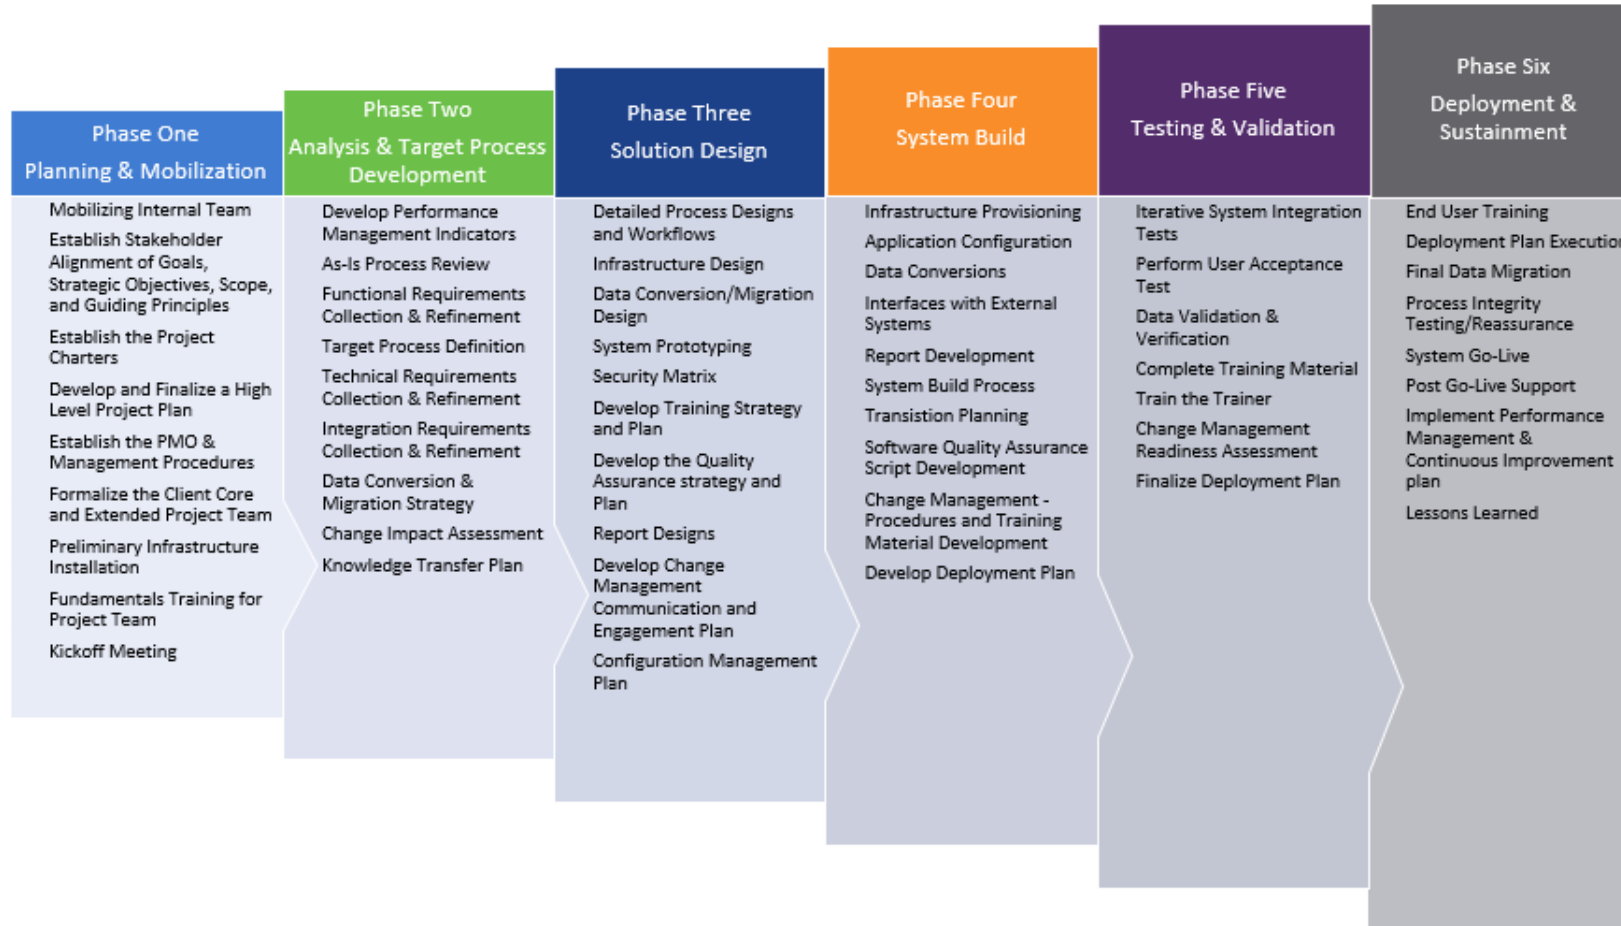 Phase One
Planning & Mobilization
Mobilizing Internal Team
Establish Stakeholder
Alignment of Goals,
Strategic Objectives, Scope,
and Guiding Principles
Establish the Project
Charters
Develop and Finalize a High
Level Project Plan
Establish the PMO &
Management Procedures
Formalize the Client Core
and Extended Project Team
Preliminary Infrastructure
Installation
Fundamentals Training for
Project Team
Kickoff Meeting
Phase Two
Analysis & Target Process
Development
Develop Performance
Management Indicators
As-Is Process Review
Functional Requirements
Collection & Refinement
Target Process Definition
Technical Requirements
Collection & Refinement
Integration Requirements
Collection & Refinement
Data Conversion &
Migration Strategy
Change Impact Assessment
Knowledge Transfer Plan
Phase Three
Solution Design
Detailed Process Designs
and Workflows
Infrastructure Design
Data Conversion/Migration
Design
System Prototyping
Security Matrix
Develop Training Strategy
and Plan
Develop the Quality
Assurance strategy and
Plan
Report Designs
Develop Change
Management
Communication and
Engagement Plan
Configuration Management
Plan
Phase Four
System Build
Infrastructure Provisioning
Application Configuration
Data Conversions
Interfaces with External
Systems
Report Development
System Build Process
Transistion Planning
Software Quality Assurance
Script Development
Change Management -
Procedures and Training
Material Development
Develop Deployment Plan
Phase Five
Testing & Validation
Iterative System Integration
Tests
Perform User Acceptance
Test
Data Validation &
Verification
Complete Training Material
Train the Trainer
Change Management
Readiness Assessment
Finalize Deployment Plan
Phase Six
Deployment &
Sustainment
End User Training
Deployment Plan Execution
Final Data Migration
Process Integrity
Testing/Reassurance
System Go-Live
Post Go-Live Support
Implement Performance
Management &
Continuous Improvement
plan
Lessons Learned